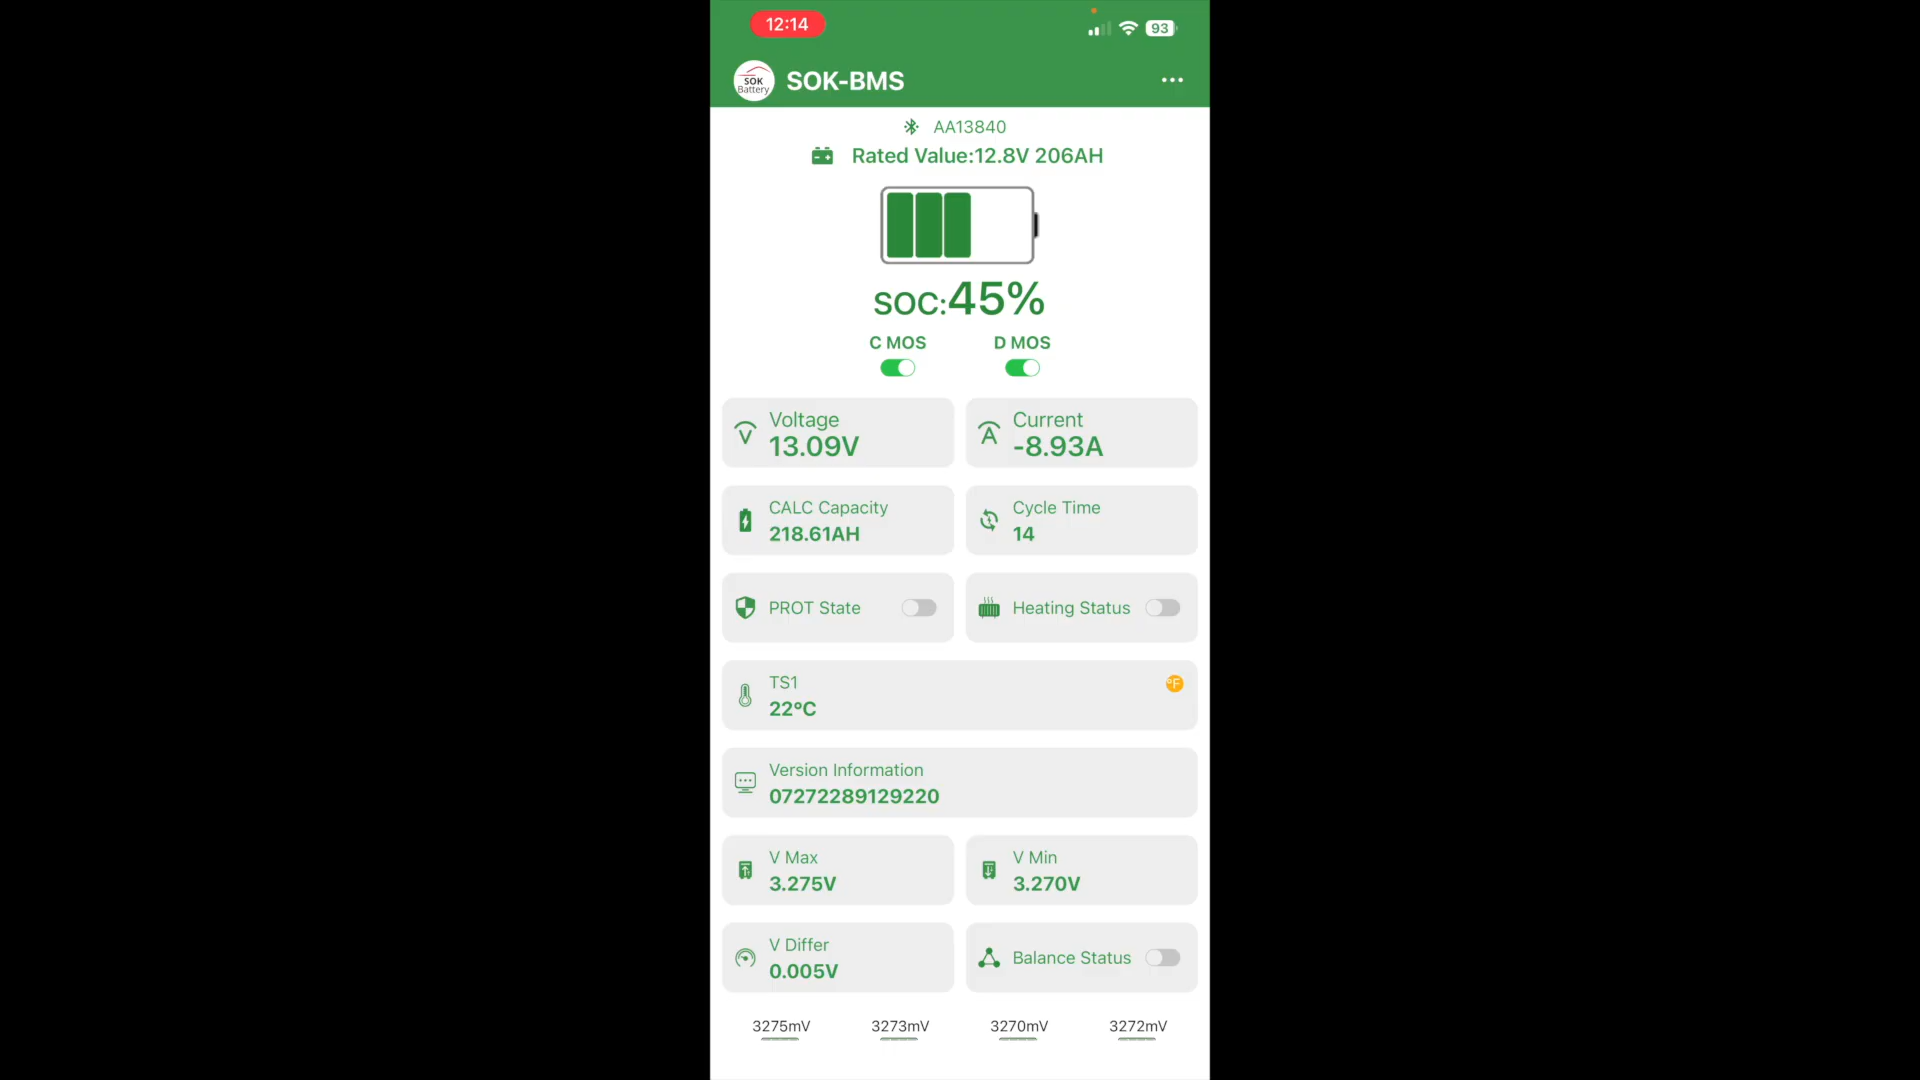 12:14
93
SOK
Battery
SOK-BMS
AA13840
Rated Value:12.8V 206AH
SOC:45%
C MOS
D MOS
Voltage
13.09V
Current
-8.93A
CALC Capacity
218.61AH
Cycle Time
14
PROT State
Heating Status
TS1
22°C
°F
Version Information
07272289129220
V Max
3.275V
V Min
3.270V
V Differ
0.005V
Balance Status
3275mV
3273mV
3270mV
3272mV